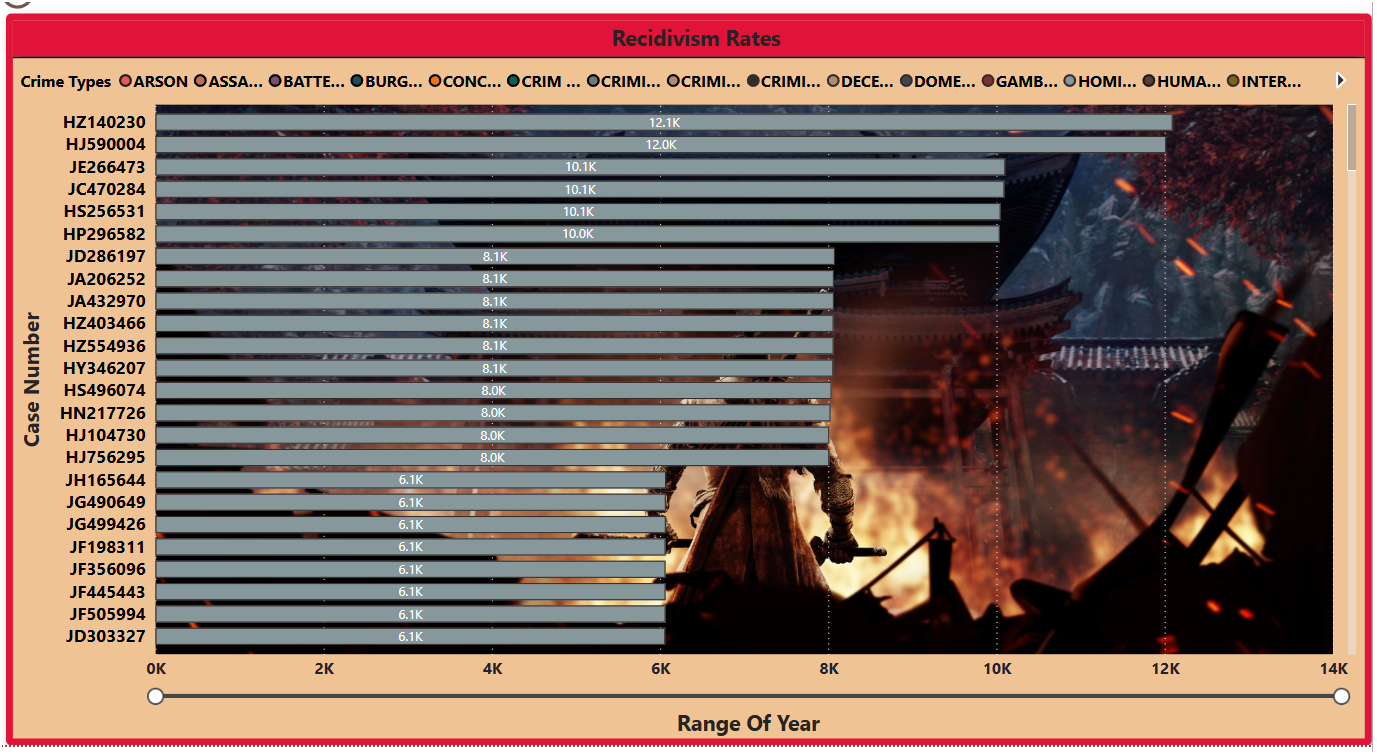 Recidivism Rates
Crime Types ARSON ASSA... BATTE... BURG... CONC... CRIM ... CRIMI... CRIMI... CRIMI... DECE... DOME... GAMB... HOMI... HUMA... INTER...
HZ140230 12.1K
HJ590004 12.0K
JE266473 10.1K
JC470284 10.1K
HS256531 10.1K
HP296582 10.0K
JD286197 8.1K
JA206252 8.1K
JA432970 8.1K
HZ403466 8.1K
HZ554936 8.1K
HY346207 8.1K
HS496074 8.0K
HN217726 8.0K
HJ104730 8.0K
HJ756295 8.0K
JH165644 6.1K
JG490649 6.1K
JG499426 6.1K
JF198311 6.1K
JF356096 6.1K
JF445443 6.1K
JF505994 6.1K
JD303327 6.1K
Case Number
0K 2K 4K 6K 8K 10K 12K 14K
Range Of Year